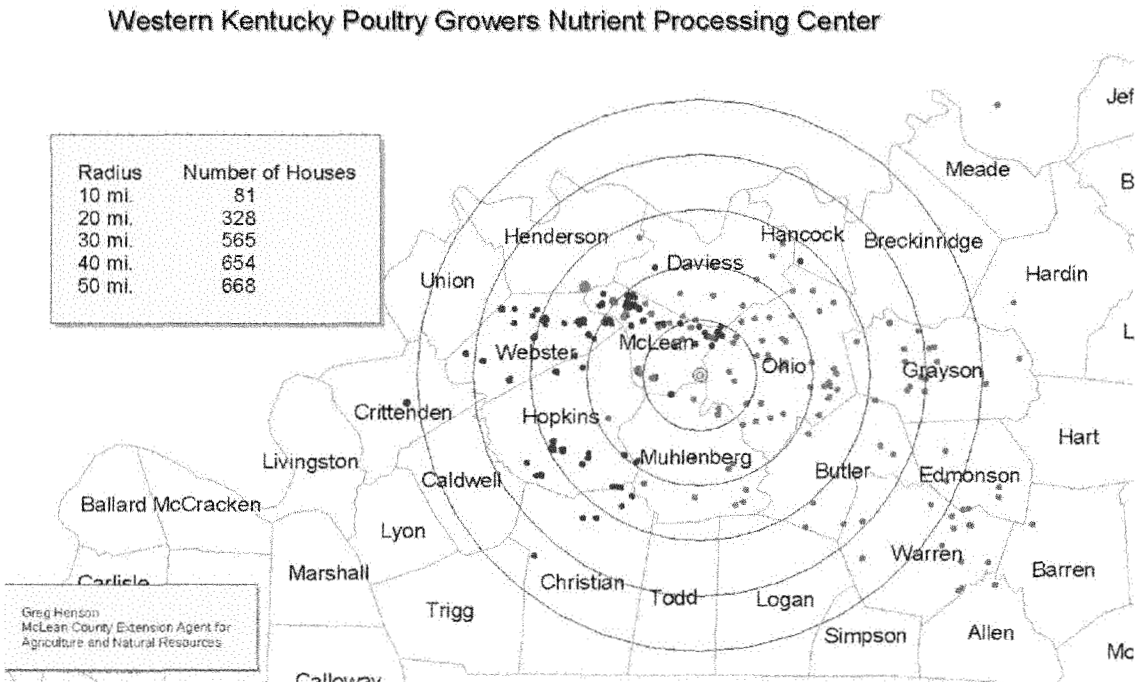 Western Kentucky Poultry Growers Nutrient Processing Center
Radius Number of Houses
10 mi. 81
20 mi. 328
30 mi. 565
40 mi. 654
50 mi. 668
Jef
Meade
B
Henderson
Hancock
Breckinridge
Daviess
Hardin
Union
L
Webster
McLean
Ohio
Grayson
Crittenden
Hopkins
Hart
Livingston
Muhlenberg
Caldwell
Butler
Edmonson
Ballard McCracken
Lyon
Warren
Marshall
Barren
Carlisle
Christian
Todd
Logan
Trigg
Simpson
Allen
Mc
Calloway
Greg Henson
McLean County Extension Agent for
Agriculture and Natural Resources